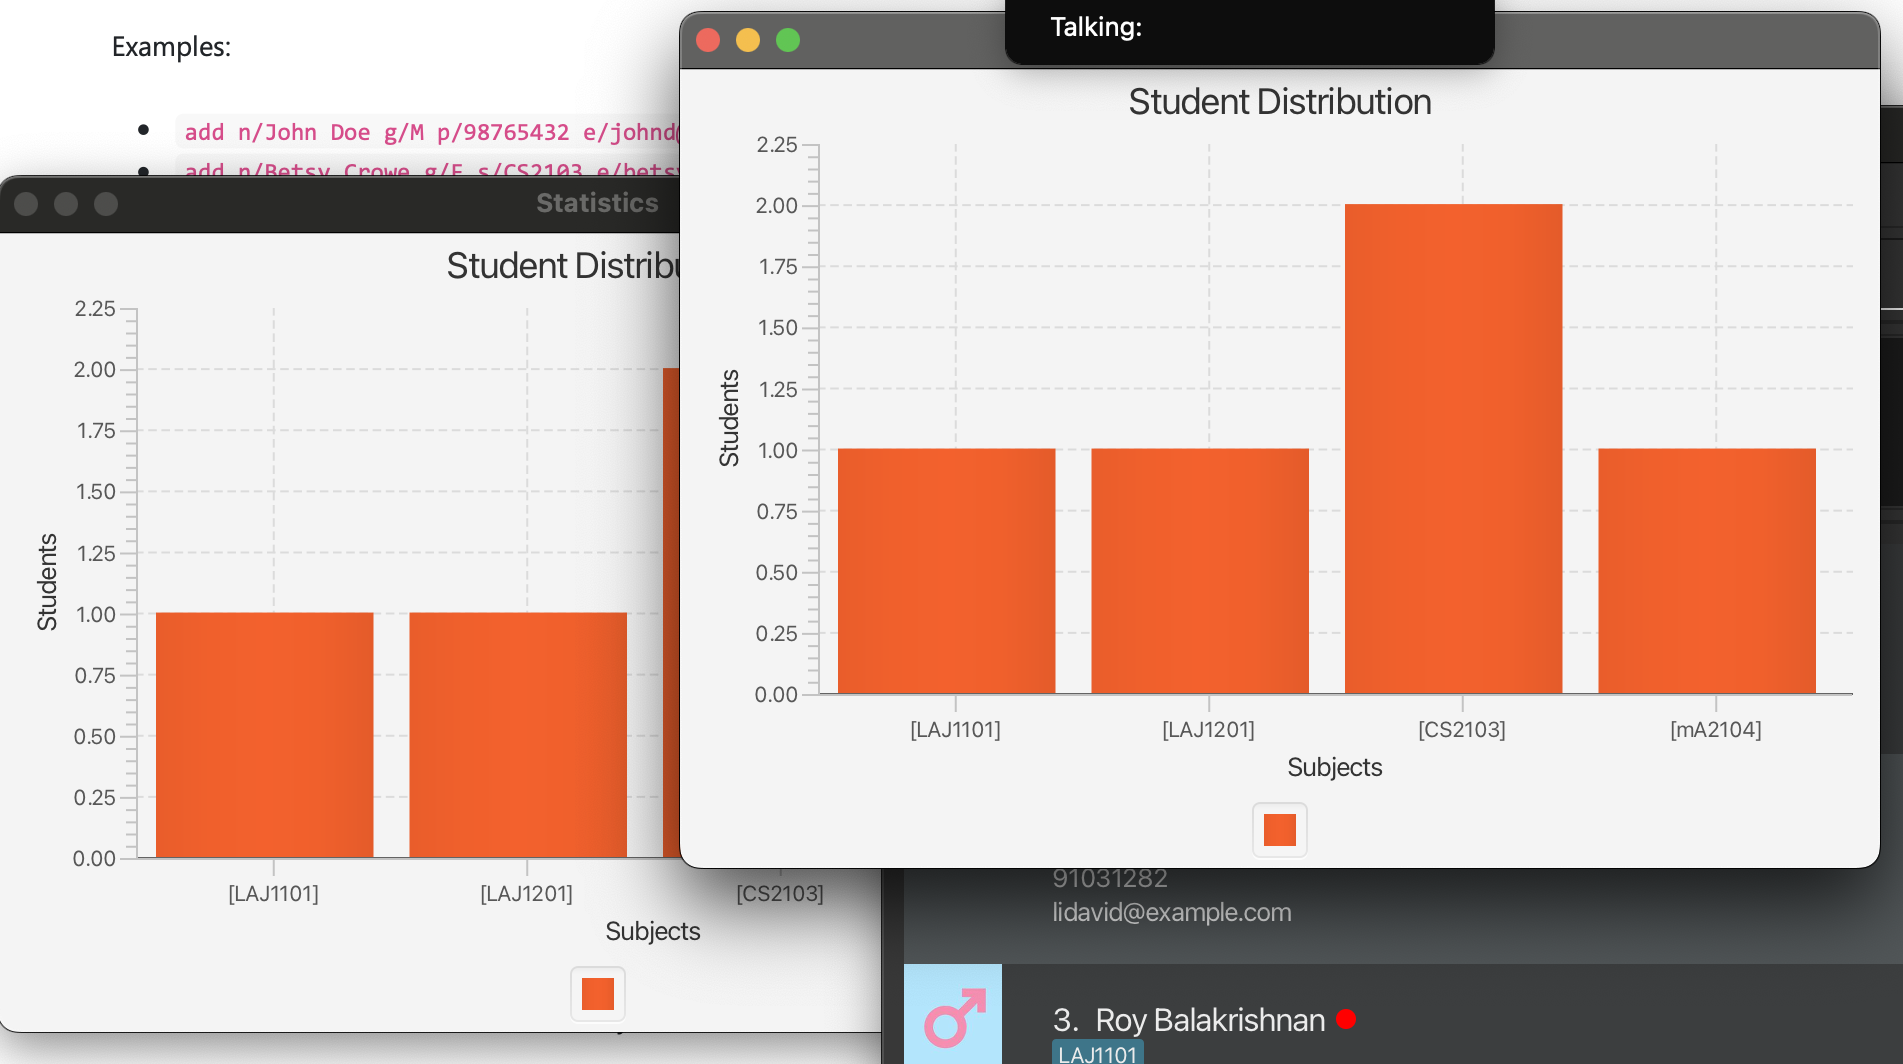 Examples:
add n/John Doe g/M p/98765432 e/johnd@
add n/Betsy Crowe g/F s/CS2103 e/betsy
Statistics
Student Distribu
2.25
2.00
1.75
1.50
1.25
1.00
0.75
0.50
0.25
0.00
Students
[LAJ1101] [LAJ1201] [CS2103]
Subjects
Talking:
Student Distribution
2.25
2.00
1.75
1.50
1.25
1.00
0.75
0.50
0.25
0.00
Students
[LAJ1101] [LAJ1201] [CS2103] [mA2104]
Subjects
91031282
lidavid@example.com
3. Roy Balakrishnan
LAJ1101